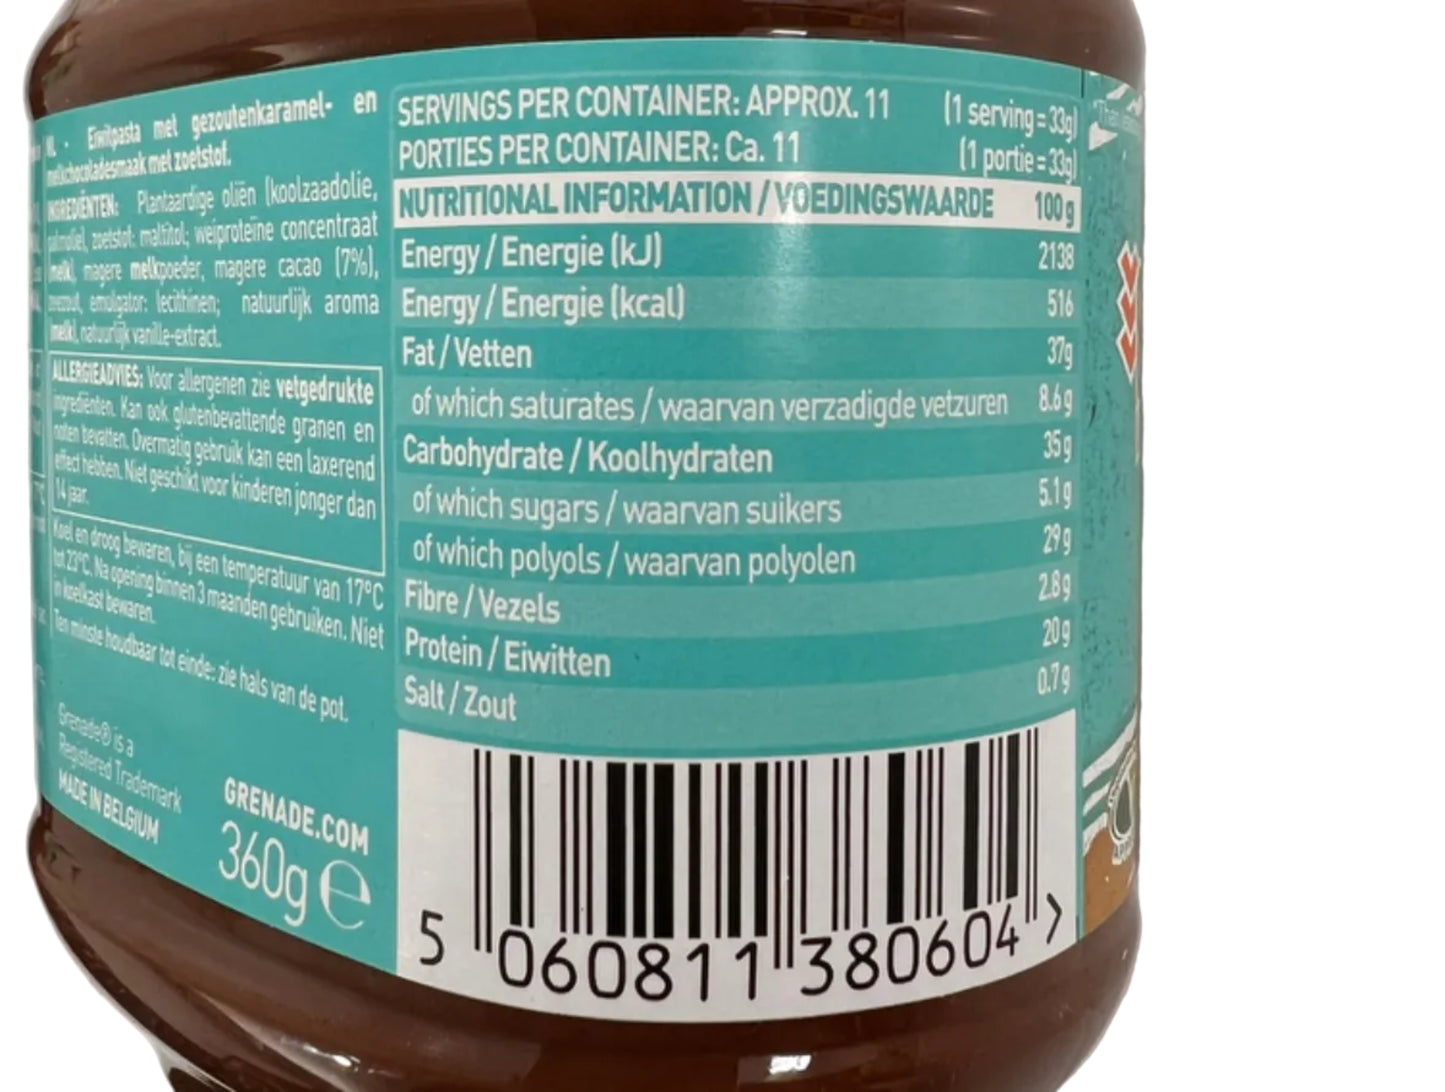 NL - Eiwitpasta met gezoutenkaramel- en
melkchocoladesmaak met zoetstof.
INGREDIËNTEN: Plantaardige oliën (koolzaadolie,
palmolie), zoetstof: maltitol; weiproteïne concentraat
(melk), magere melkpoeder, magere cacao (7%),
zeezout, emulgator: lecithinen; natuurlijk aroma
(melk), natuurlijk vanille-extract.
ALLERGIEADVIES: Voor allergenen zie vetgedrukte
ingrediënten. Kan ook glutenbevattende granen en
noten bevatten. Overmatig gebruik kan een laxerend
effect hebben. Niet geschikt voor kinderen jonger dan
14 jaar.
Koel en droog bewaren, bij een temperatuur van 17°C
tot 23°C. Na opening binnen 3 maanden gebruiken. Niet
in koelkast bewaren.
Ten minste houdbaar tot einde: zie hals van de pot.
Grenade® is a
Registered Trademark
MADE IN BELGIUM
GRENADE.COM
360g ℮
SERVINGS PER CONTAINER: APPROX. 11 (1 serving = 33g)
PORTIES PER CONTAINER: Ca. 11 (1 portie = 33g)
NUTRITIONAL INFORMATION / VOEDINGSWAARDE 100 g
Energy / Energie (kJ) 2138
Energy / Energie (kcal) 516
Fat / Vetten 37g
of which saturates / waarvan verzadigde vetzuren 8.6 g
Carbohydrate / Koolhydraten 35 g
of which sugars / waarvan suikers 5.1 g
of which polyols / waarvan polyolen 29 g
Fibre / Vezels 2.8 g
Protein / Eiwitten 20 g
Salt / Zout 0.7 g
5 060811 380604 >